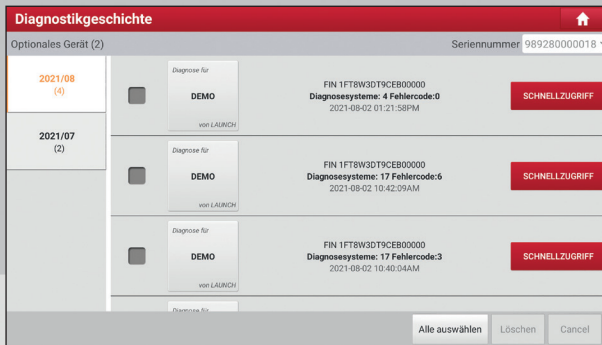 Diagnostikgeschichte
Optionales Gerät (2)
Seriennummer 989280000018
2021/08
(4)
2021/07
(2)
Diagnose für
DEMO
von LAUNCH
FIN 1FT8W3DT9CEB00000
Diagnosesysteme: 4 Fehlercode:0
2021-08-02 01:21:58PM
SCHNELLZUGRIFF
Diagnose für
DEMO
von LAUNCH
FIN 1FT8W3DT9CEB00000
Diagnosesysteme: 17 Fehlercode:6
2021-08-02 10:42:09AM
SCHNELLZUGRIFF
Diagnose für
DEMO
von LAUNCH
FIN 1FT8W3DT9CEB00000
Diagnosesysteme: 17 Fehlercode:3
2021-08-02 10:40:04AM
SCHNELLZUGRIFF
Diagnose für
Alle auswählen
Löschen
Cancel